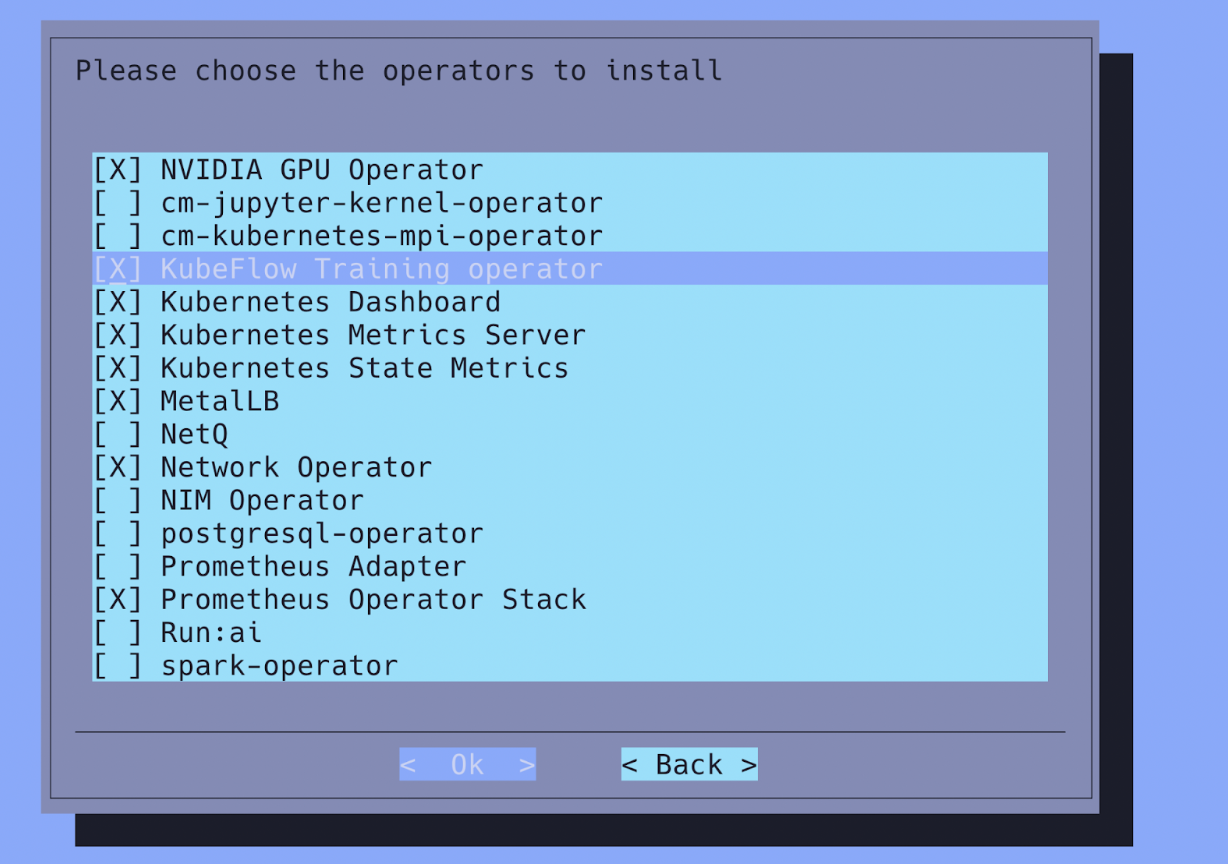 Please choose the operators to install
[X] NVIDIA GPU Operator
[ ] cm-jupyter-kernel-operator
[ ] cm-kubernetes-mpi-operator
[X] KubeFlow Training operator
[X] Kubernetes Dashboard
[X] Kubernetes Metrics Server
[X] Kubernetes State Metrics
[X] MetalLB
[ ] NetQ
[X] Network Operator
[ ] NIM Operator
[ ] postgresql-operator
[ ] Prometheus Adapter
[X] Prometheus Operator Stack
[ ] Run:ai
[ ] spark-operator
< Ok > < Back >